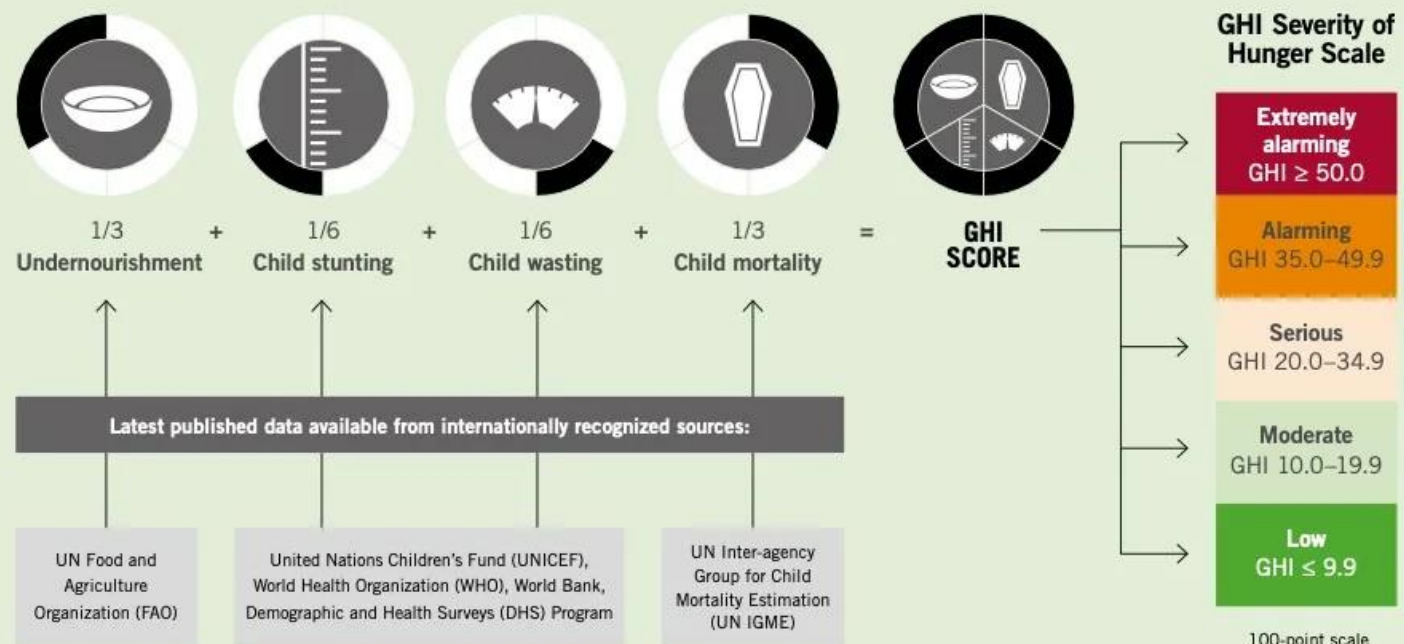 GHI Severity of
Hunger Scale
Extremely
alarming
GHI ≥ 50.0
1/3 + 1/6 + 1/6 + 1/3 = GHI
SCORE
Undernourishment Child stunting Child wasting Child mortality
Alarming
GHI 35.0–49.9
Serious
GHI 20.0–34.9
Latest published data available from internationally recognized sources:
Moderate
GHI 10.0–19.9
UN Food and
Agriculture
Organization (FAO)
United Nations Children's Fund (UNICEF),
World Health Organization (WHO), World Bank,
Demographic and Health Surveys (DHS) Program
UN Inter-agency
Group for Child
Mortality Estimation
(UN IGME)
Low
GHI ≤ 9.9
100-point scale